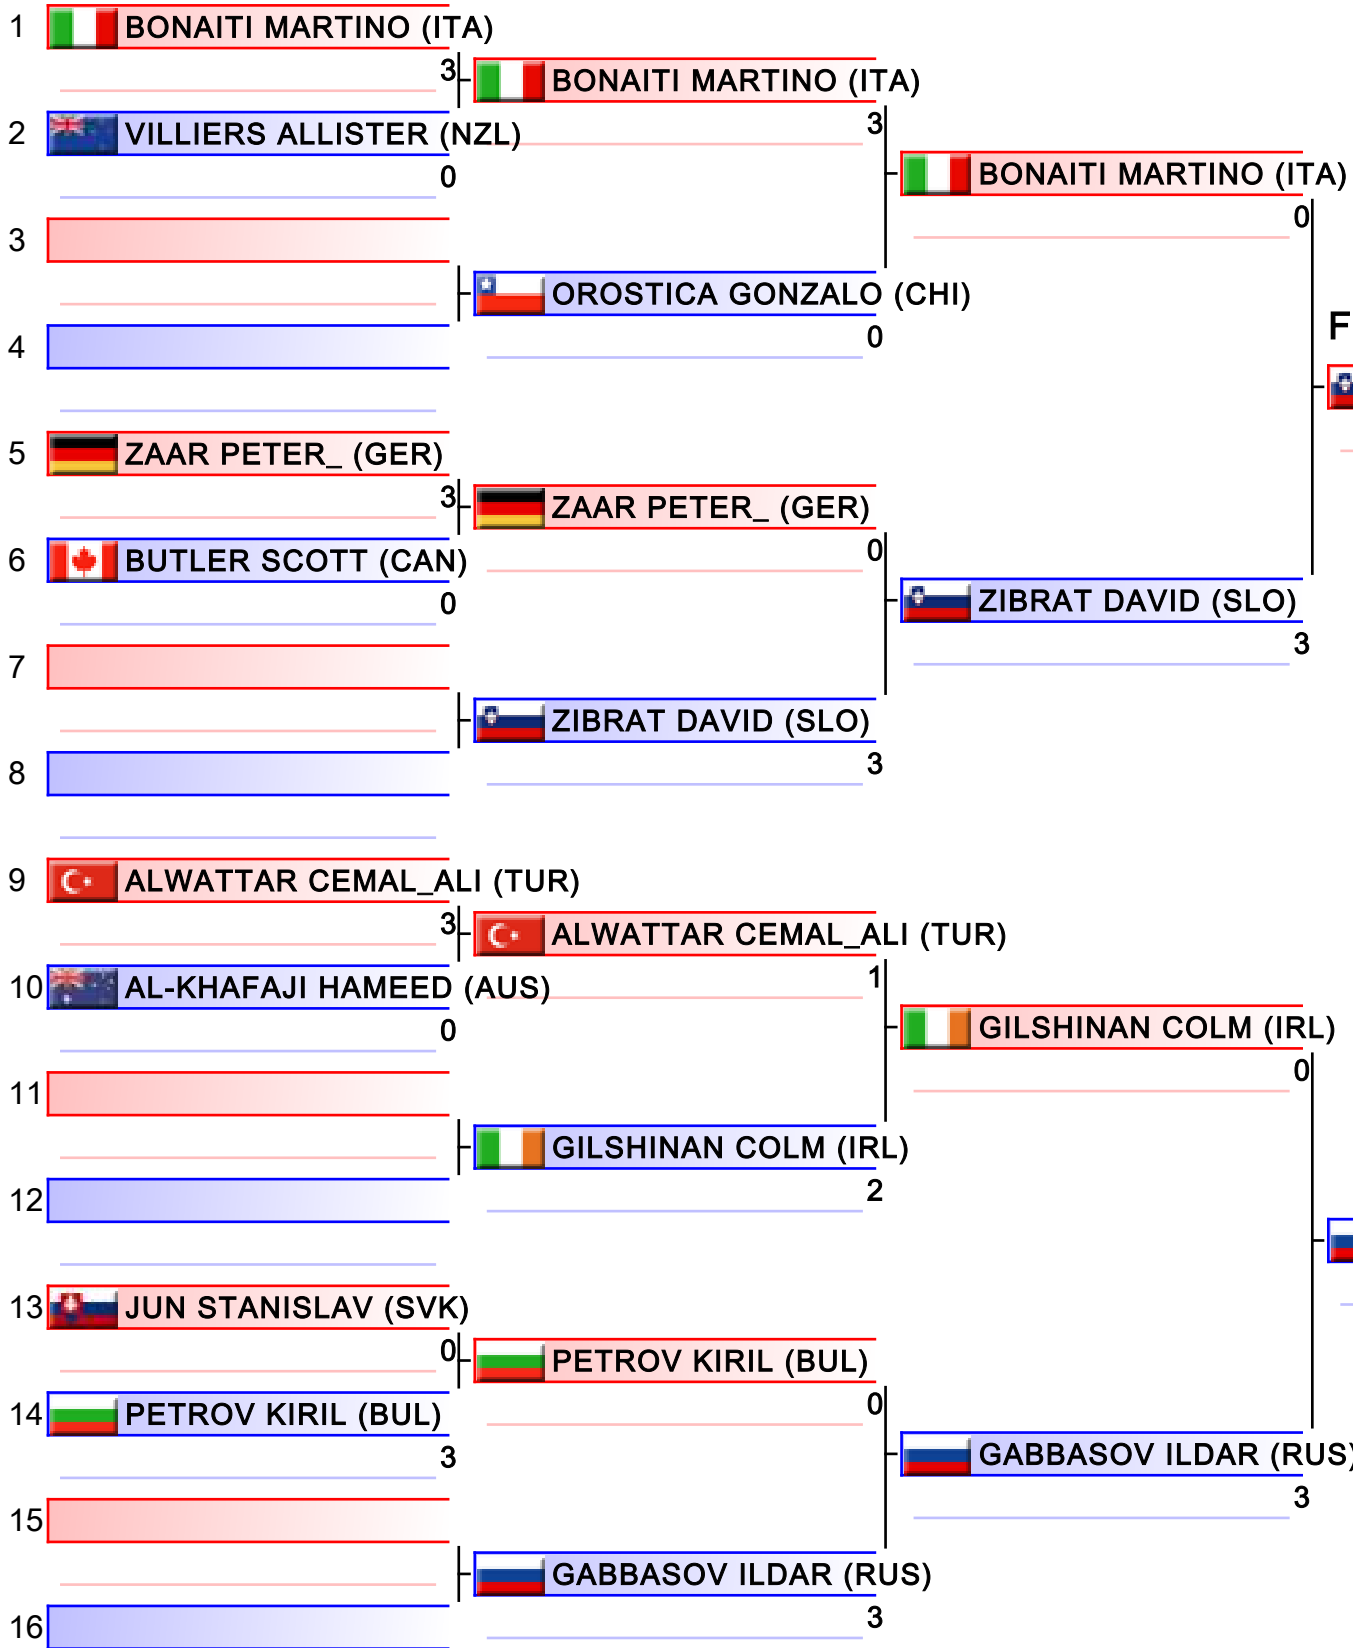 1 BONAITI MARTINO (ITA)
3 BONAITI MARTINO (ITA)
2 VILLIERS ALLISTER (NZL)
3
0
BONAITI MARTINO (ITA)
0
3
OROSTICA GONZALO (CHI)
0
4
F
5 ZAAR PETER_ (GER)
3 ZAAR PETER_ (GER)
6 BUTLER SCOTT (CAN)
0
0
ZIBRAT DAVID (SLO)
3
7
ZIBRAT DAVID (SLO)
3
8
9 ALWATTAR CEMAL_ALI (TUR)
3 ALWATTAR CEMAL_ALI (TUR)
10 AL-KHAFAJI HAMEED (AUS)
1
0
GILSHINAN COLM (IRL)
0
11
GILSHINAN COLM (IRL)
2
12
13 JUN STANISLAV (SVK)
0 PETROV KIRIL (BUL)
14 PETROV KIRIL (BUL)
0
3
GABBASOV ILDAR (RUS)
3
15
GABBASOV ILDAR (RUS)
3
16